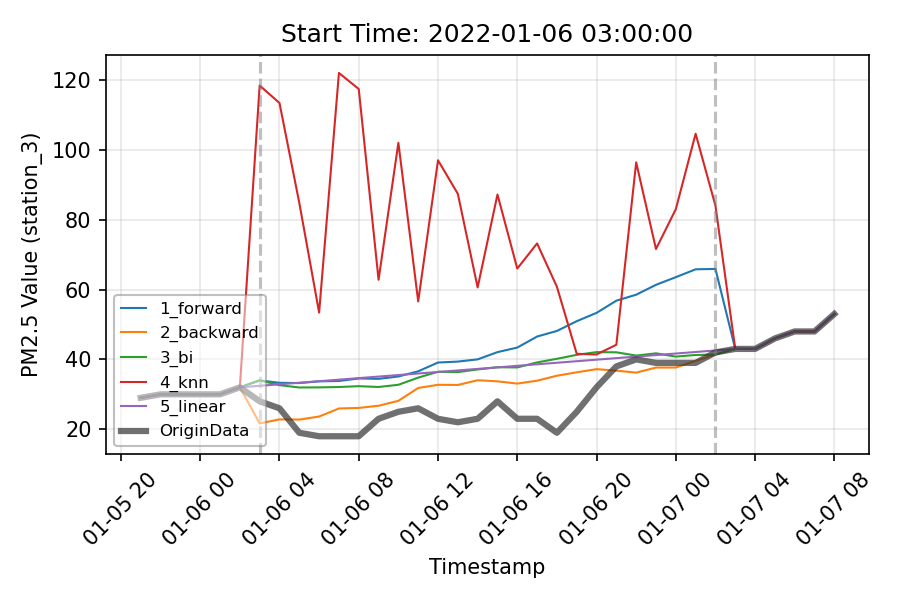 Start Time: 2022-01-06 03:00:00
PM2.5 Value (station_3)
120
100
80
60
40
20
1_forward
2_backward
3_bi
4_knn
5_linear
OriginData
01-05 20
01-06 00
01-06 04
01-06 08
01-06 12
01-06 16
01-06 20
01-07 00
01-07 04
01-07 08
Timestamp